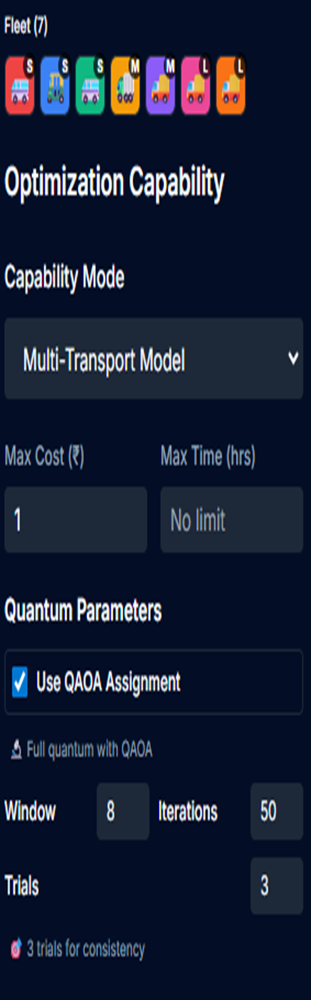 Fleet (7)
S S S M M L L
Optimization Capability
Capability Mode
Multi-Transport Model
Max Cost (₹) Max Time (hrs)
1 No limit
Quantum Parameters
Use QAOA Assignment
Full quantum with QAOA
Window 8 Iterations 50
Trials 3
3 trials for consistency